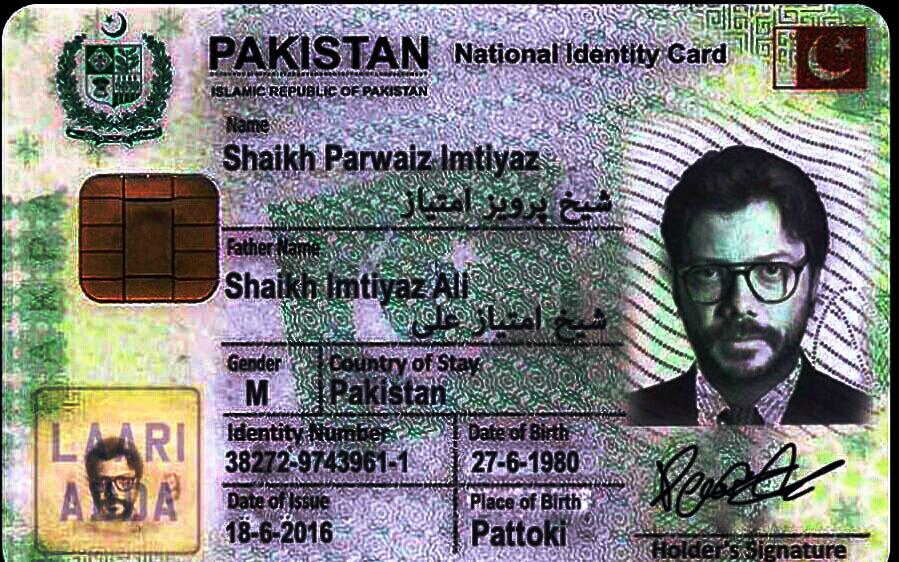 PAKISTAN National Identity Card
ISLAMIC REPUBLIC OF PAKISTAN
Name
Shaikh Parwaiz Imtiyaz
شیخ پرویز امتیاز
Father Name
Shaikh Imtiyaz Ali
شیخ امتیاز علی
Gender Country of Stay
M Pakistan
Identity Number Date of Birth
38272-9743961-1 27-6-1980
Date of Issue Place of Birth
18-6-2016 Pattoki
LAARI
ADDA
Holder's Signature